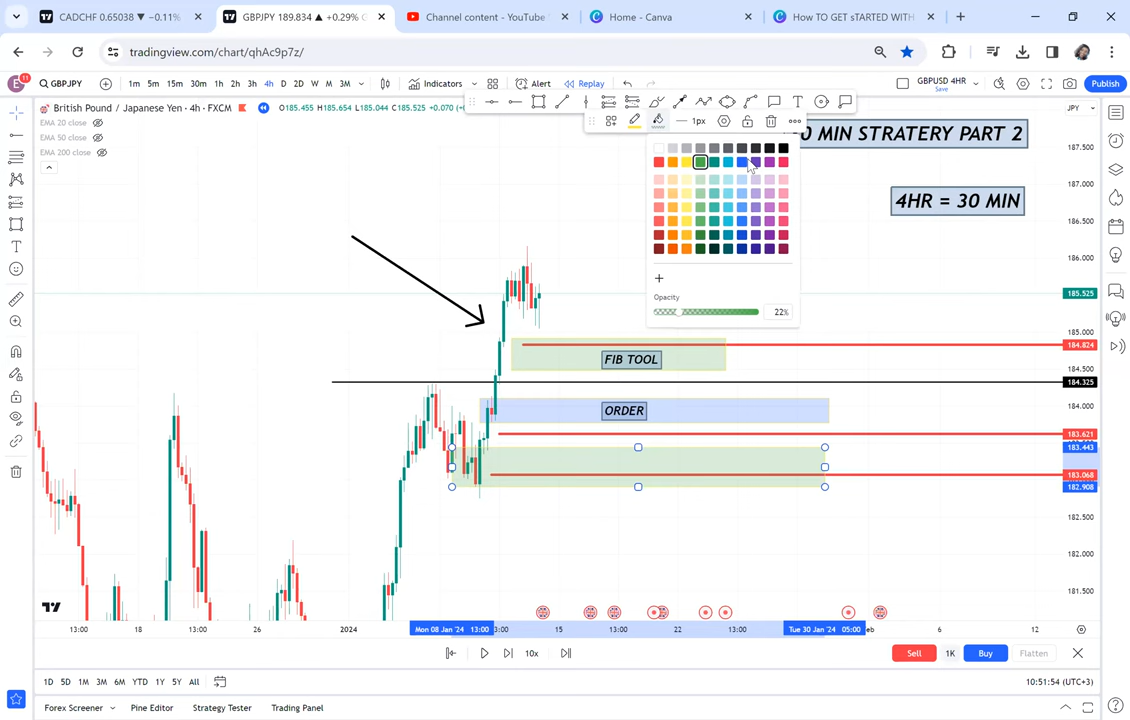 CADCHF 0.65038 ▼ −0.11%
GBPJPY 189.834 ▲ +0.29% G
Channel content - YouTube
Home - Canva
How TO GET sTARTED WITH
tradingview.com/chart/qhAc9p7z/
E
11
GBPJPY
1m 5m 15m 30m 1h 2h 3h 4h D 2D W M 3M
Indicators
Alert
Replay
GBPUSD 4HR
Save
Publish
British Pound / Japanese Yen · 4h · FXCM
O185.455 H185.654 L185.044 C185.525 +0.070
JPY
EMA 20 close
EMA 50 close
EMA 200 close
1px
0 MIN STRATERY PART 2
4HR = 30 MIN
Opacity
22%
FIB TOOL
ORDER
187.500
187.000
186.500
186.000
185.525
185.000
184.824
184.500
184.325
184.000
183.621
183.443
183.068
182.908
182.500
182.000
181.500
13:00 18 13:00 26 2024 Mon 08 Jan '24 13:00 3:00 15 13:00 22 13:00 Tue 30 Jan '24 05:00 eb 6 12
10x
Sell 1K Buy Flatten
1D 5D 1M 3M 6M YTD 1Y 5Y All
10:51:54 (UTC+3)
Forex Screener Pine Editor Strategy Tester Trading Panel